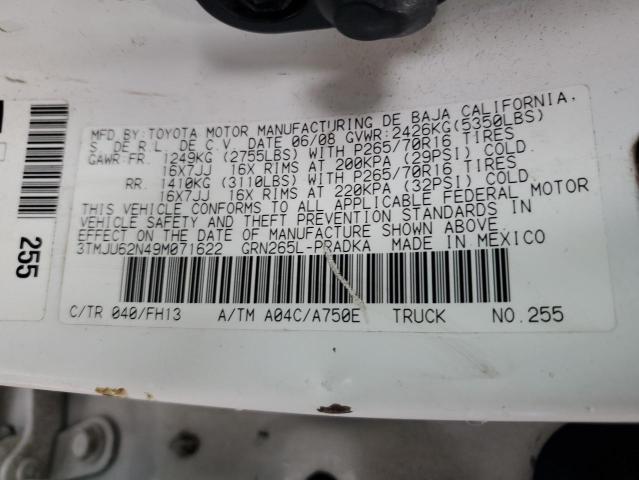 MFD.BY:TOYOTA MOTOR MANUFACTURING DE BAJA CALIFORNIA,
S. DE R.L. DE C.V. DATE 06/08 GVWR:2426KG(5350LBS)
GAWR:FR. 1249KG (2755LBS) WITH P265/70R16 TIRES
16X7JJ 16X RIMS AT 200KPA (29PSI) COLD.
RR. 1410KG (3110LBS) WITH P265/70R16 TIRES
16X7JJ 16X RIMS AT 220KPA (32PSI) COLD.
THIS VEHICLE CONFORMS TO ALL APPLICABLE FEDERAL MOTOR
VEHICLE SAFETY AND THEFT PREVENTION STANDARDS IN
EFFECT ON THE DATE OF MANUFACTURE SHOWN ABOVE.
3TMJU62N49M071622 GRN265L-PRADKA MADE IN MEXICO
C/TR 040/FH13 A/TM A04C/A750E TRUCK NO.255
255